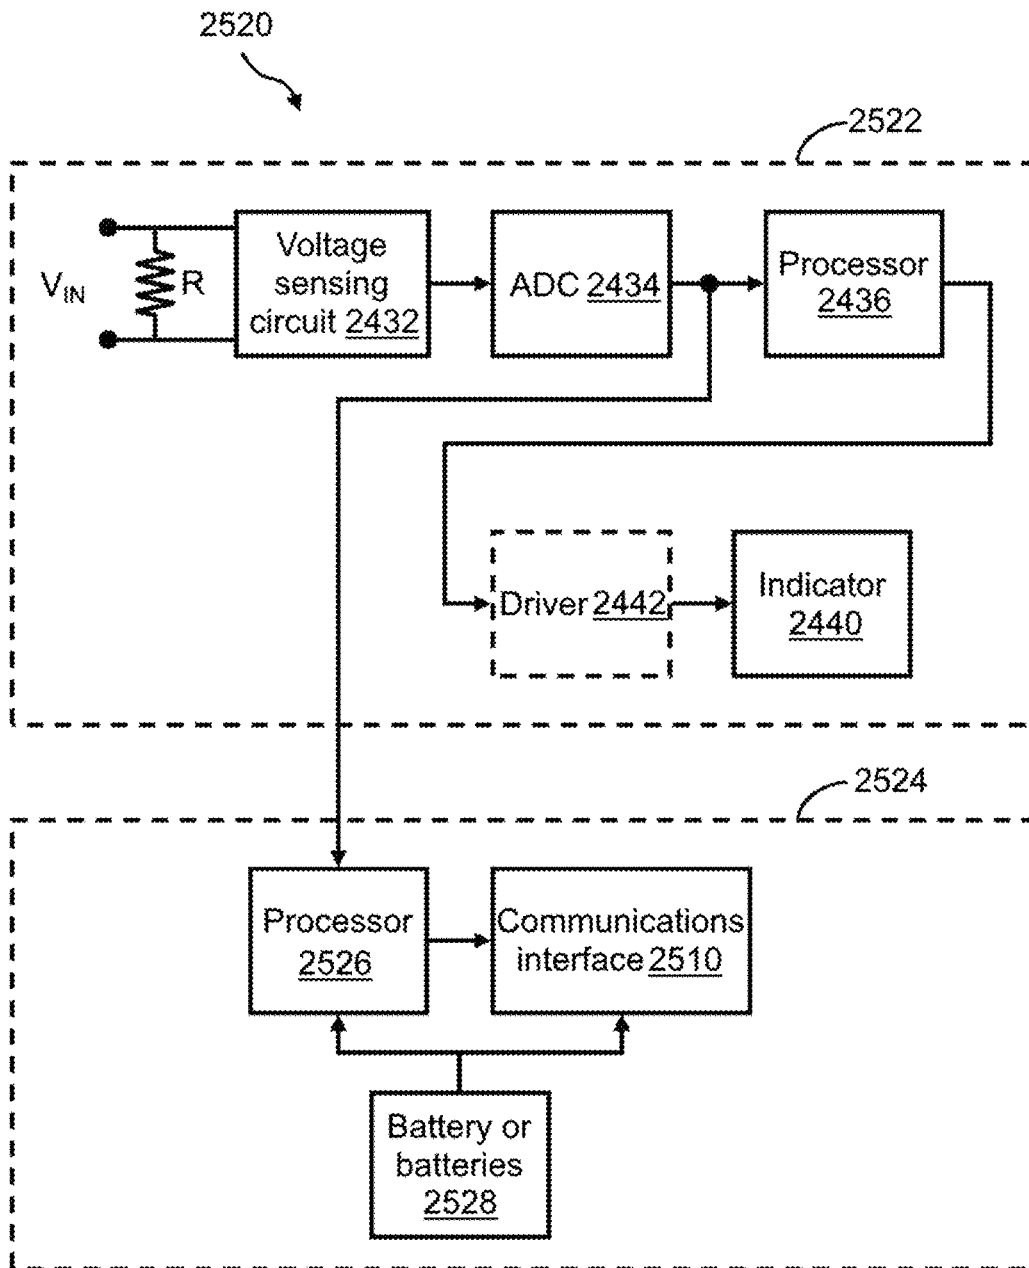 2520
2522
V_IN
R
Voltage
sensing
circuit 2432
ADC 2434
Processor
2436
Driver 2442
Indicator
2440
2524
Processor
2526
Communications
interface 2510
Battery or
batteries
2528